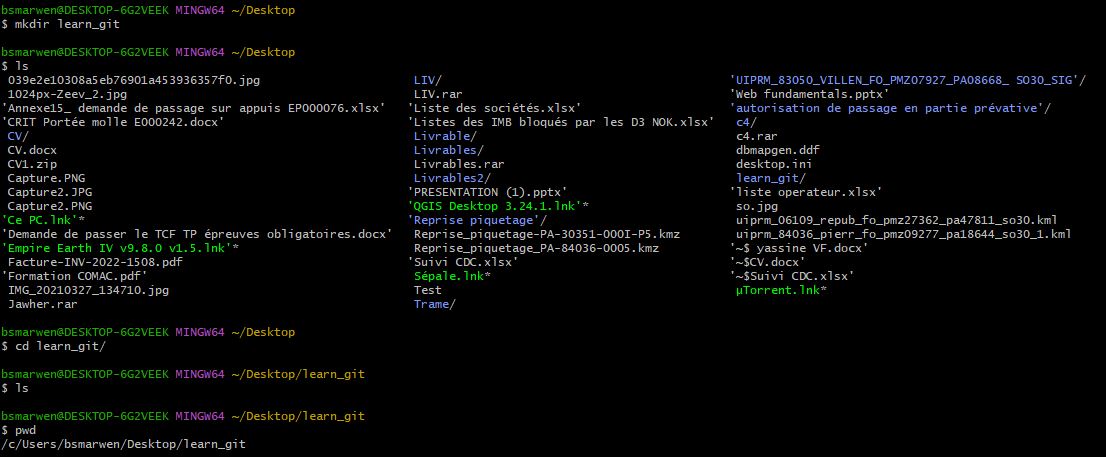 bsmarwen@DESKTOP-6G2VEEK MINGW64 ~/Desktop
$ mkdir learn_git
bsmarwen@DESKTOP-6G2VEEK MINGW64 ~/Desktop
$ ls
039e2e10308a5eb76901a453936357f0.jpg LIV/ 'UIPRM_83050_VILLEN_FO_PMZ07927_PA08668_ SO30_SIG'/
1024px-Zeev_2.jpg LIV.rar 'Web fundamentals.pptx'
'Annexe15_ demande de passage sur appuis EP000076.xlsx' 'Liste des sociétés.xlsx' 'autorisation de passage en partie prévative'/
'CRIT Portée molle E000242.docx' 'Listes des IMB bloqués par les D3 NOK.xlsx' c4/
CV/ Livrable/ c4.rar
CV.docx Livrables/ dbmapgen.ddf
CV1.zip Livrables.rar desktop.ini
Capture.PNG Livrables2/ learn_git/
Capture2.JPG 'PRESENTATION (1).pptx' 'liste operateur.xlsx'
Capture2.PNG 'QGIS Desktop 3.24.1.lnk'* so.jpg
'Ce PC.lnk'* 'Reprise piquetage'/ uiprm_06109_repub_fo_pmz27362_pa47811_so30.kml
'Demande de passer le TCF TP épreuves obligatoires.docx' Reprise_piquetage-PA-30351-000I-P5.kmz uiprm_84036_pierr_fo_pmz09277_pa18644_so30_1.kml
'Empire Earth IV v9.8.0 v1.5.lnk'* Reprise_piquetage_PA-84036-0005.kmz '~$ yassine VF.docx'
Facture-INV-2022-1508.pdf 'Suivi CDC.xlsx' '~$CV.docx'
'Formation COMAC.pdf' Sépale.lnk* '~$Suivi CDC.xlsx'
IMG_20210327_134710.jpg Test µTorrent.lnk*
Jawher.rar Trame/
bsmarwen@DESKTOP-6G2VEEK MINGW64 ~/Desktop
$ cd learn_git/
bsmarwen@DESKTOP-6G2VEEK MINGW64 ~/Desktop/learn_git
$ ls
bsmarwen@DESKTOP-6G2VEEK MINGW64 ~/Desktop/learn_git
$ pwd
/c/Users/bsmarwen/Desktop/learn_git